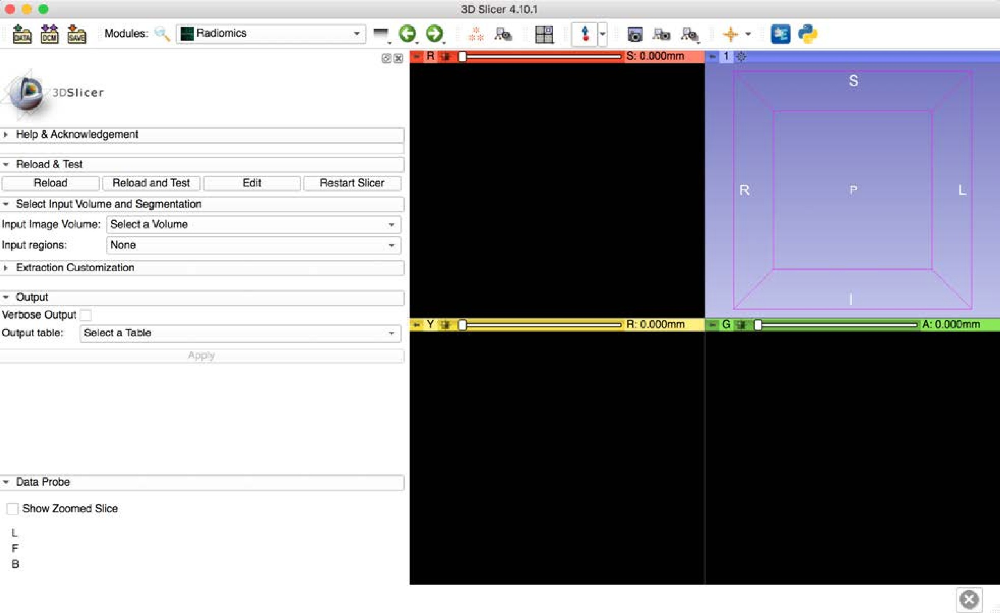 3D Slicer 4.10.1
DATA DCM SAVE Modules: Radiomics
R S: 0.000mm
1
S
R P L
I
3DSlicer
Help & Acknowledgement
Reload & Test
Reload Reload and Test Edit Restart Slicer
Select Input Volume and Segmentation
Input Image Volume: Select a Volume
Input regions: None
Extraction Customization
Output
Verbose Output
Output table: Select a Table
Apply
Y R: 0.000mm
G A: 0.000mm
Data Probe
Show Zoomed Slice
L
F
B